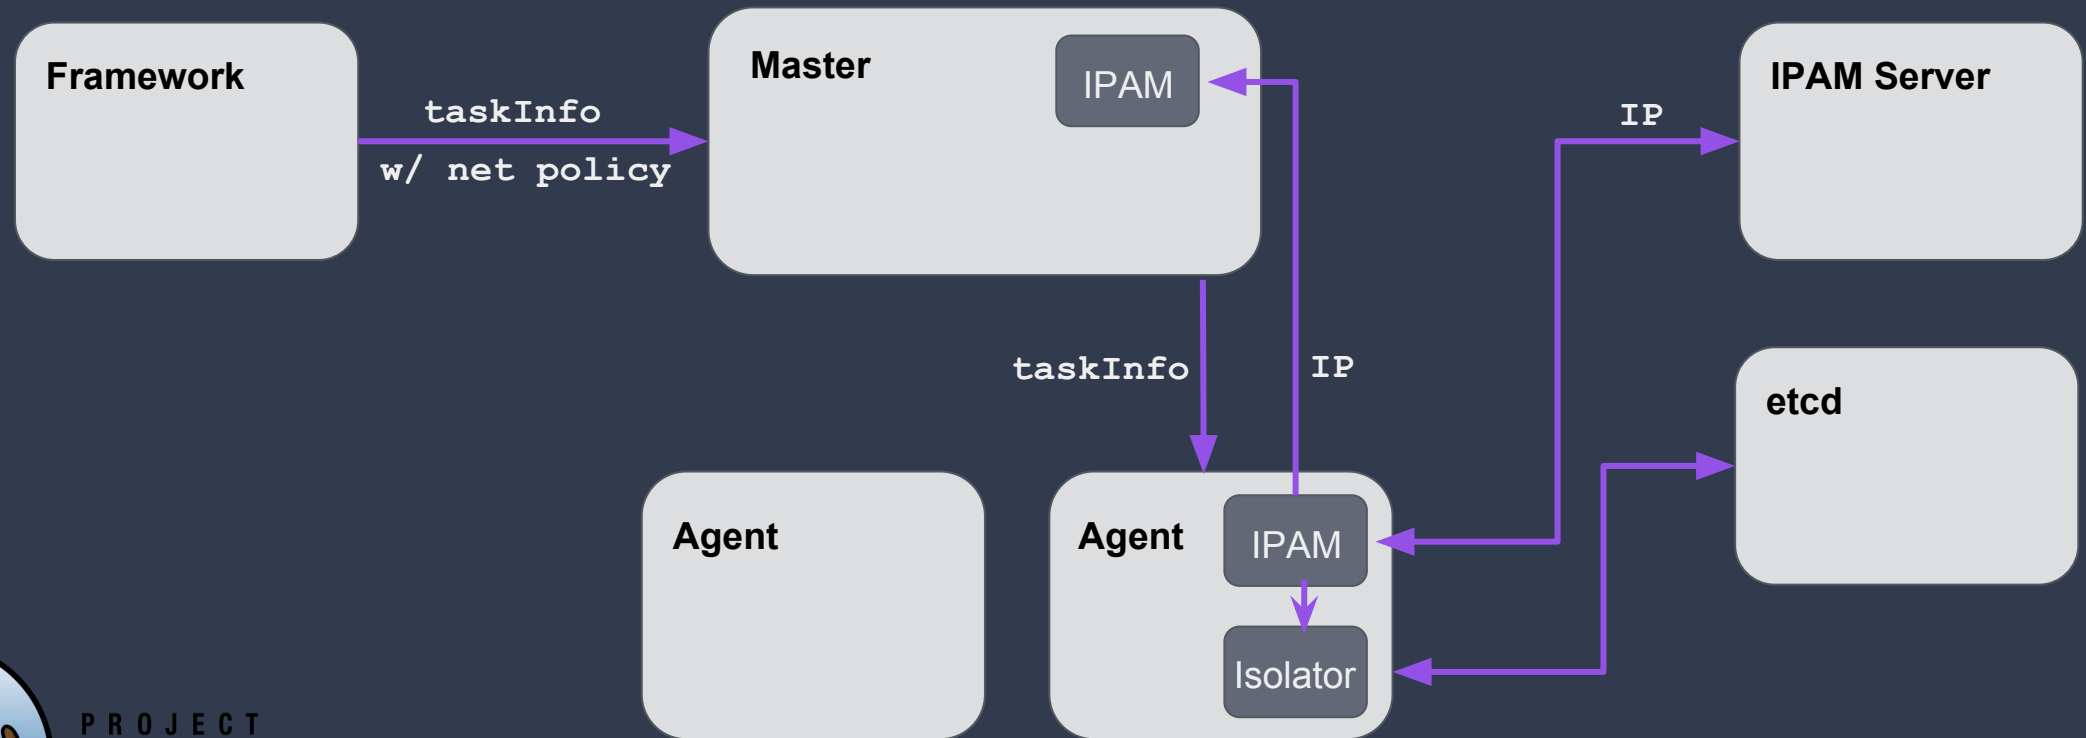 Framework
taskInfo
w/ net policy
Master
IPAM
IP
IPAM Server
taskInfo
IP
etcd
Agent
Agent
IPAM
Isolator
PROJECT